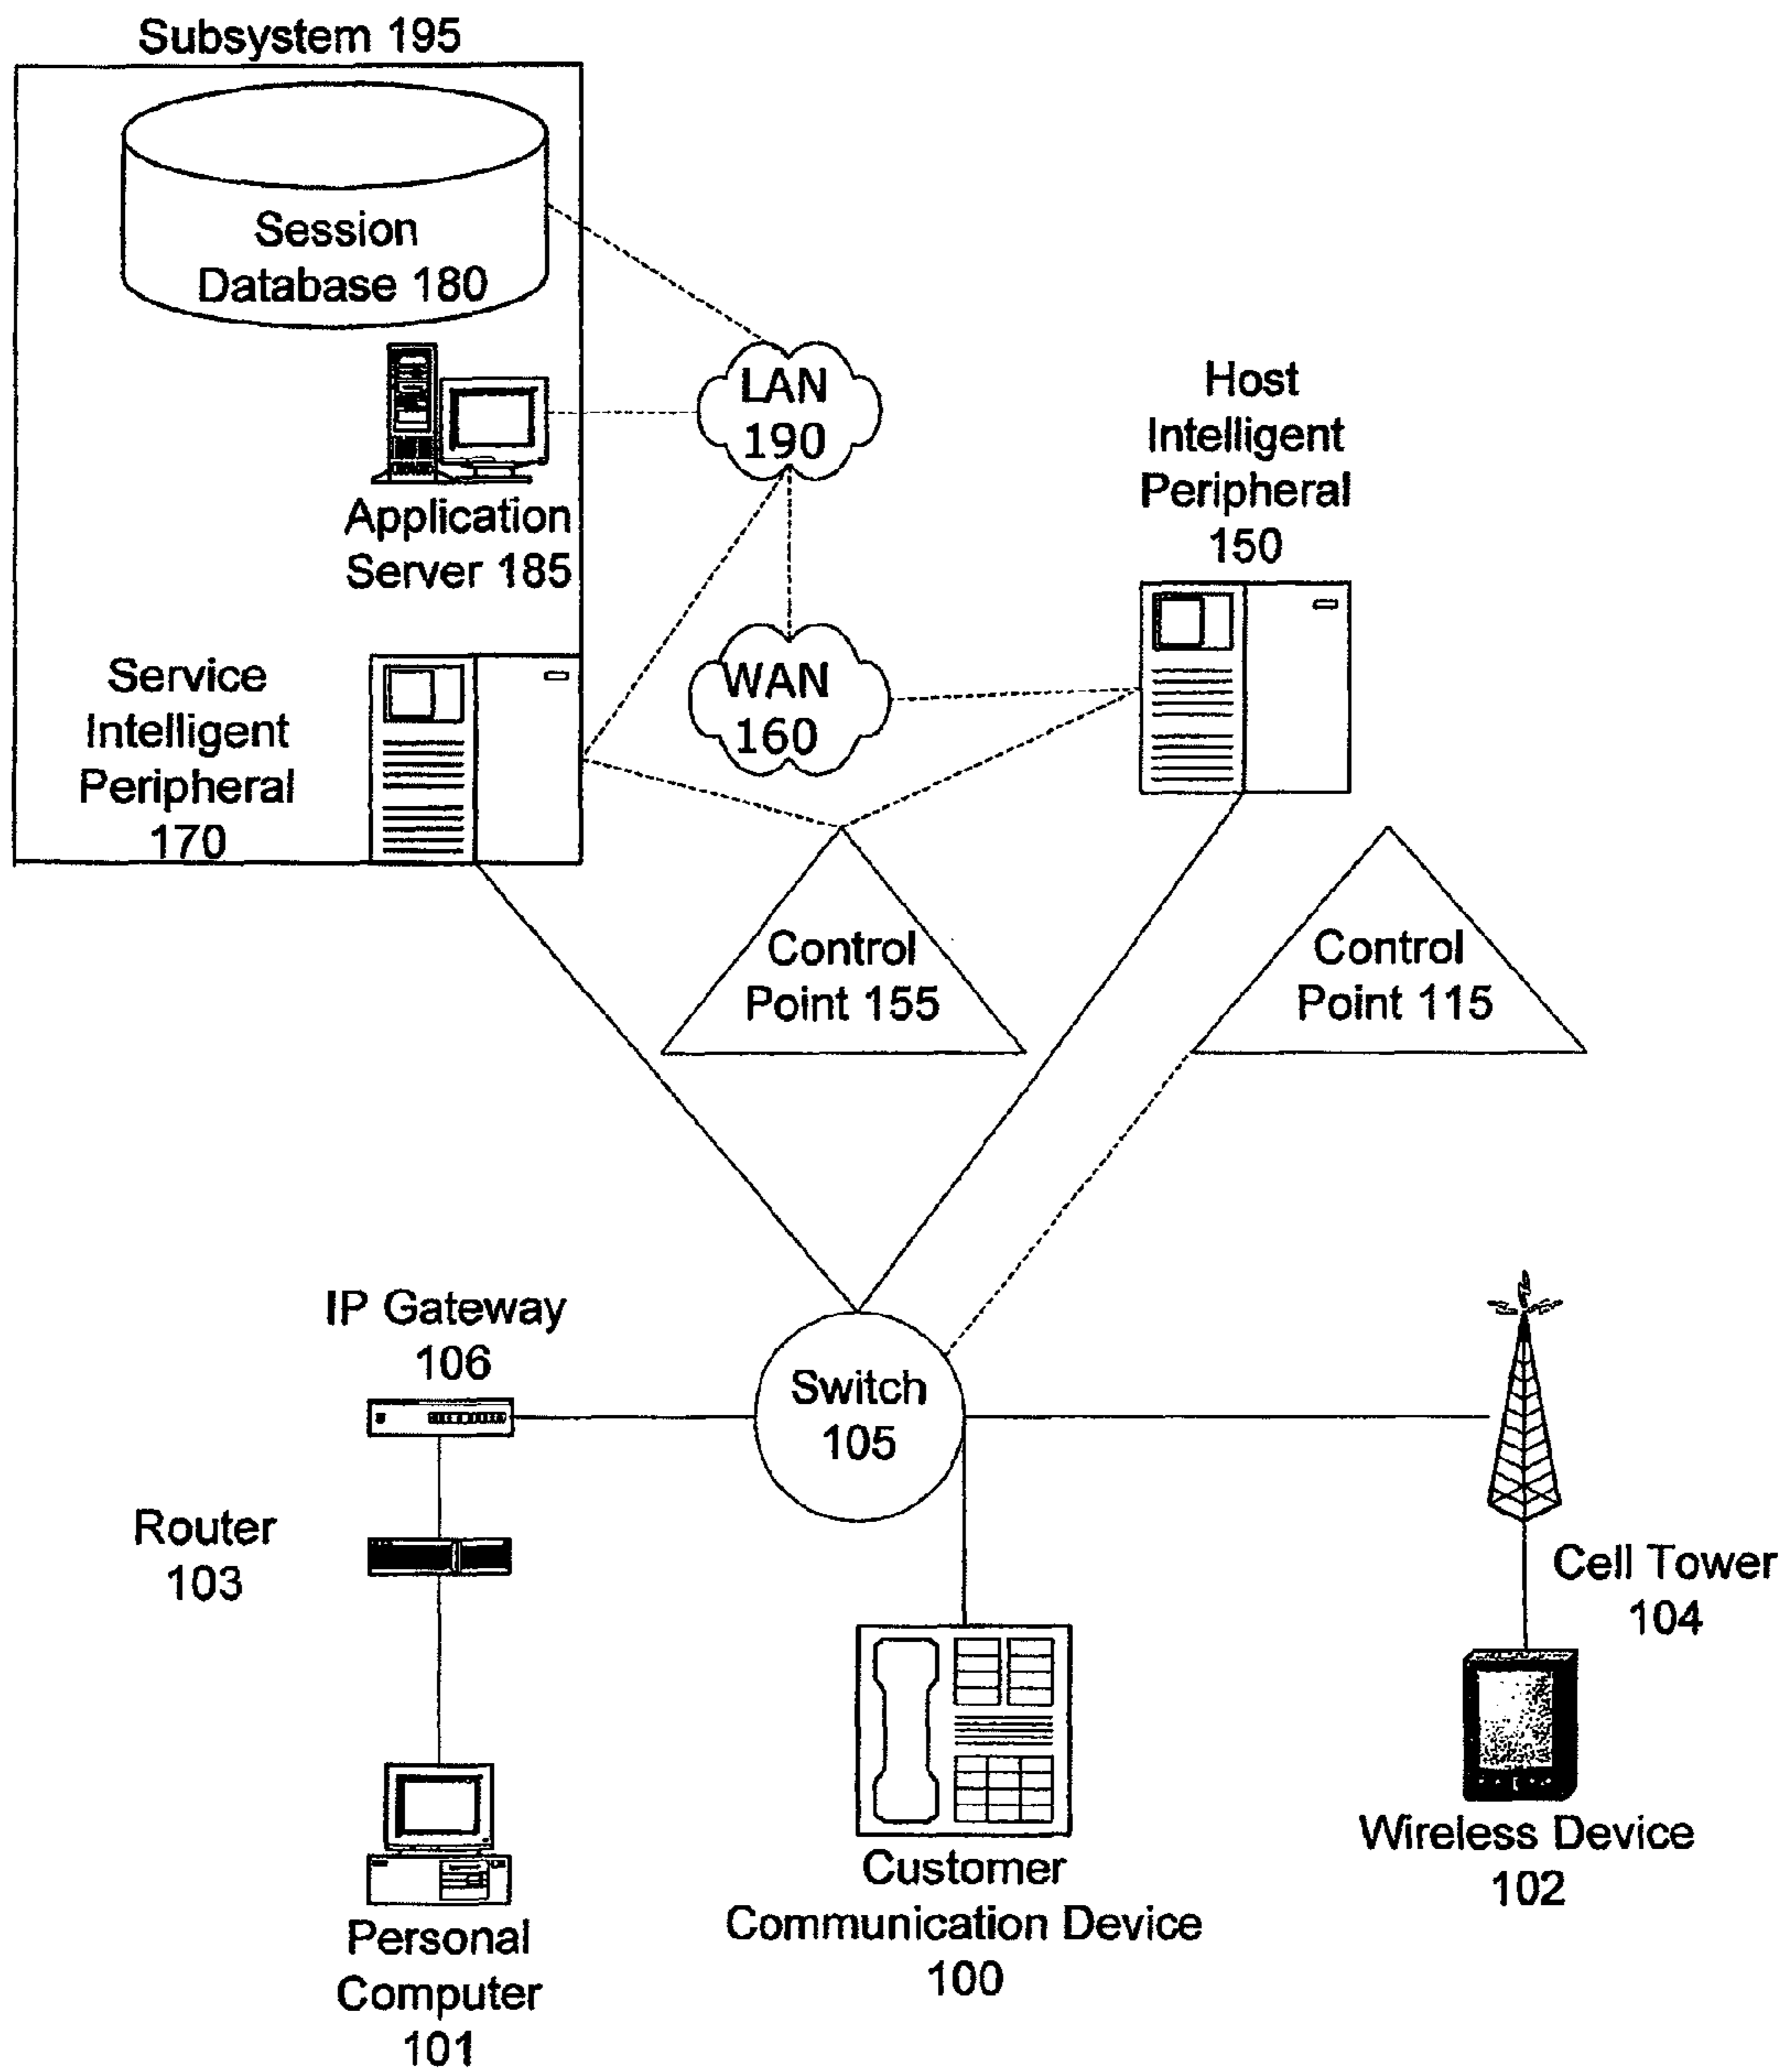 Subsystem 195
Session
Database 180
LAN
190
Host
Intelligent
Peripheral
150
Application
Server 185
Service
Intelligent
Peripheral
170
WAN
160
Control
Point 155
Control
Point 115
IP Gateway
106
Switch
105
Router
103
Cell Tower
104
Wireless Device
102
Customer
Communication Device
100
Personal
Computer
101